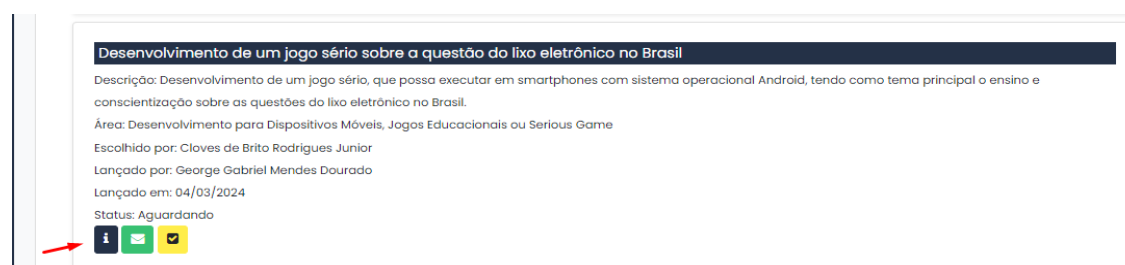 Desenvolvimento de um jogo sério sobre a questão do lixo eletrônico no Brasil
Descrição: Desenvolvimento de um jogo sério, que possa executar em smartphones com sistema operacional Android, tendo como tema principal o ensino e
conscientização sobre as questões do lixo eletrônico no Brasil.
Área: Desenvolvimento para Dispositivos Móveis, Jogos Educacionais ou Serious Game
Escolhido por: Cloves de Brito Rodrigues Junior
Lançado por: George Gabriel Mendes Dourado
Lançado em: 04/03/2024
Status: Aguardando